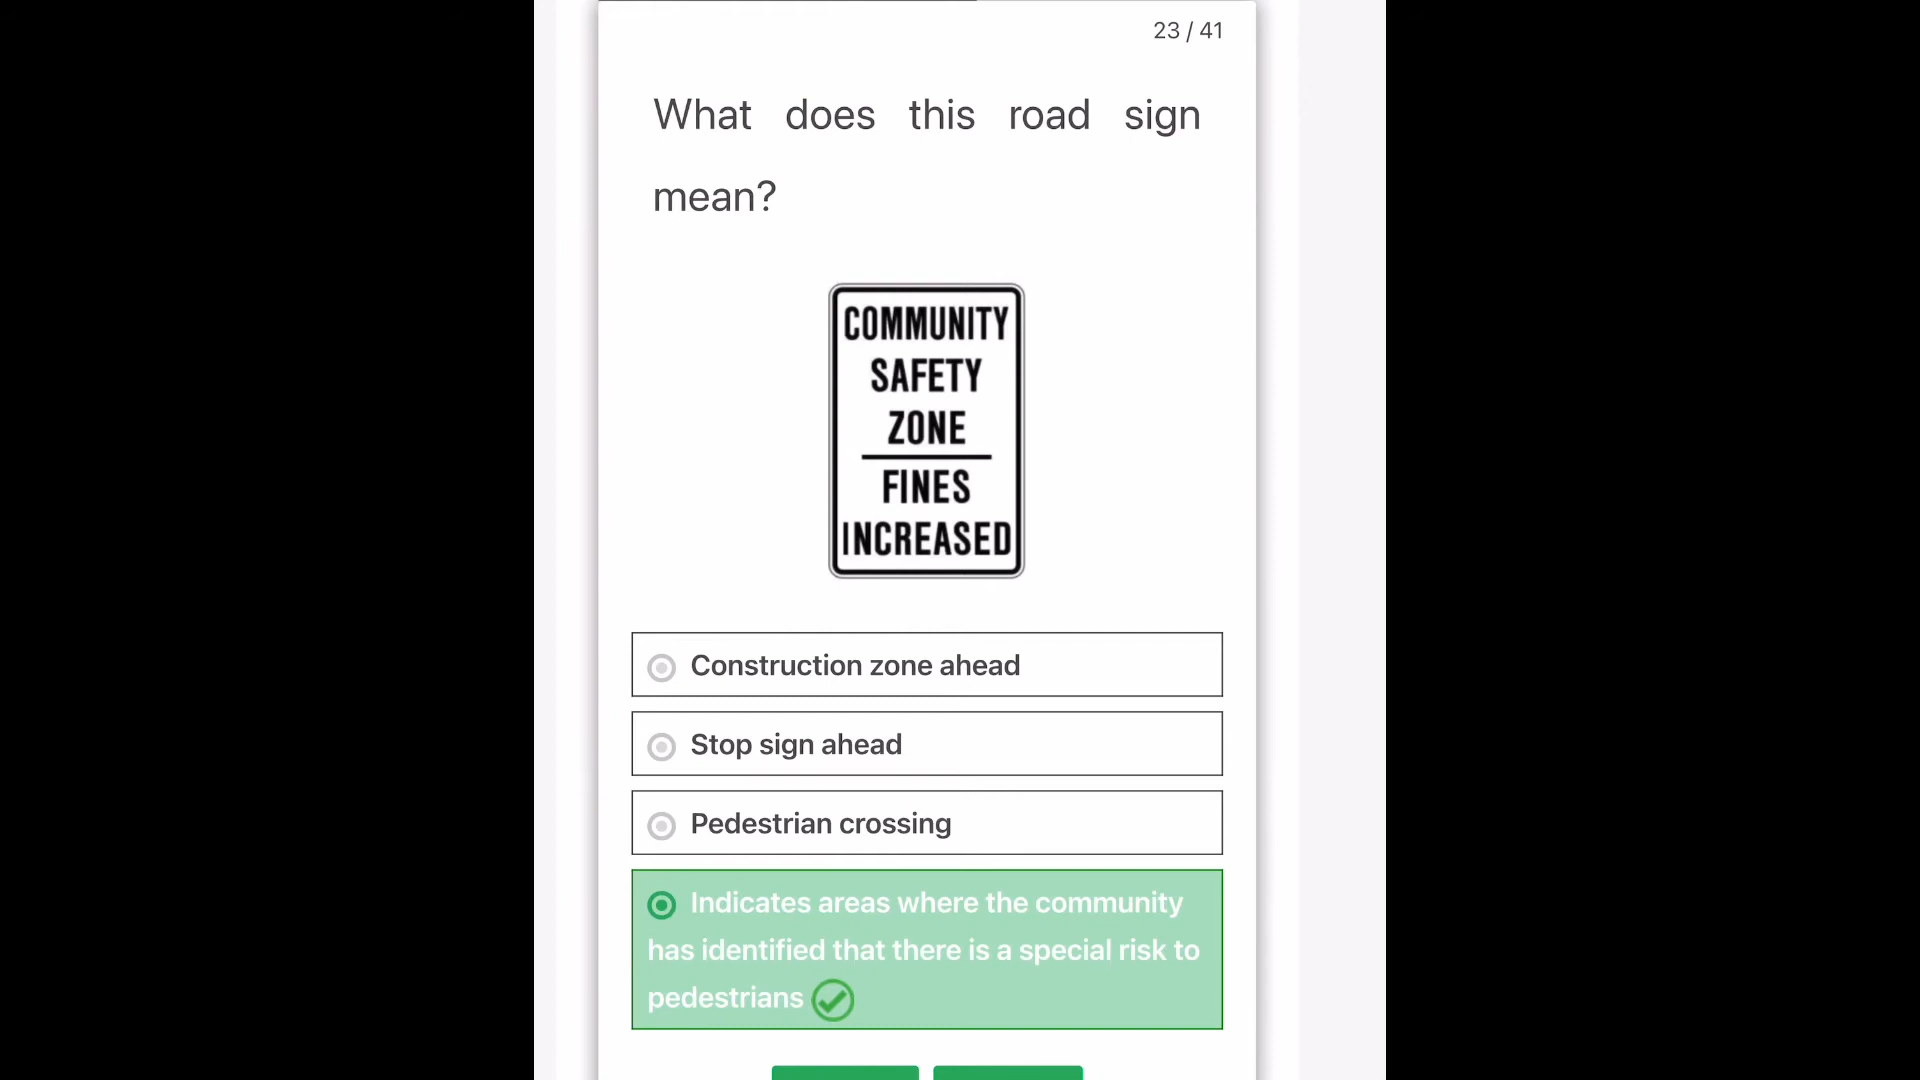 23 / 41
What does this road sign
mean?
COMMUNITY
SAFETY
ZONE
FINES
INCREASED
Construction zone ahead
Stop sign ahead
Pedestrian crossing
Indicates areas where the community
has identified that there is a special risk to
pedestrians